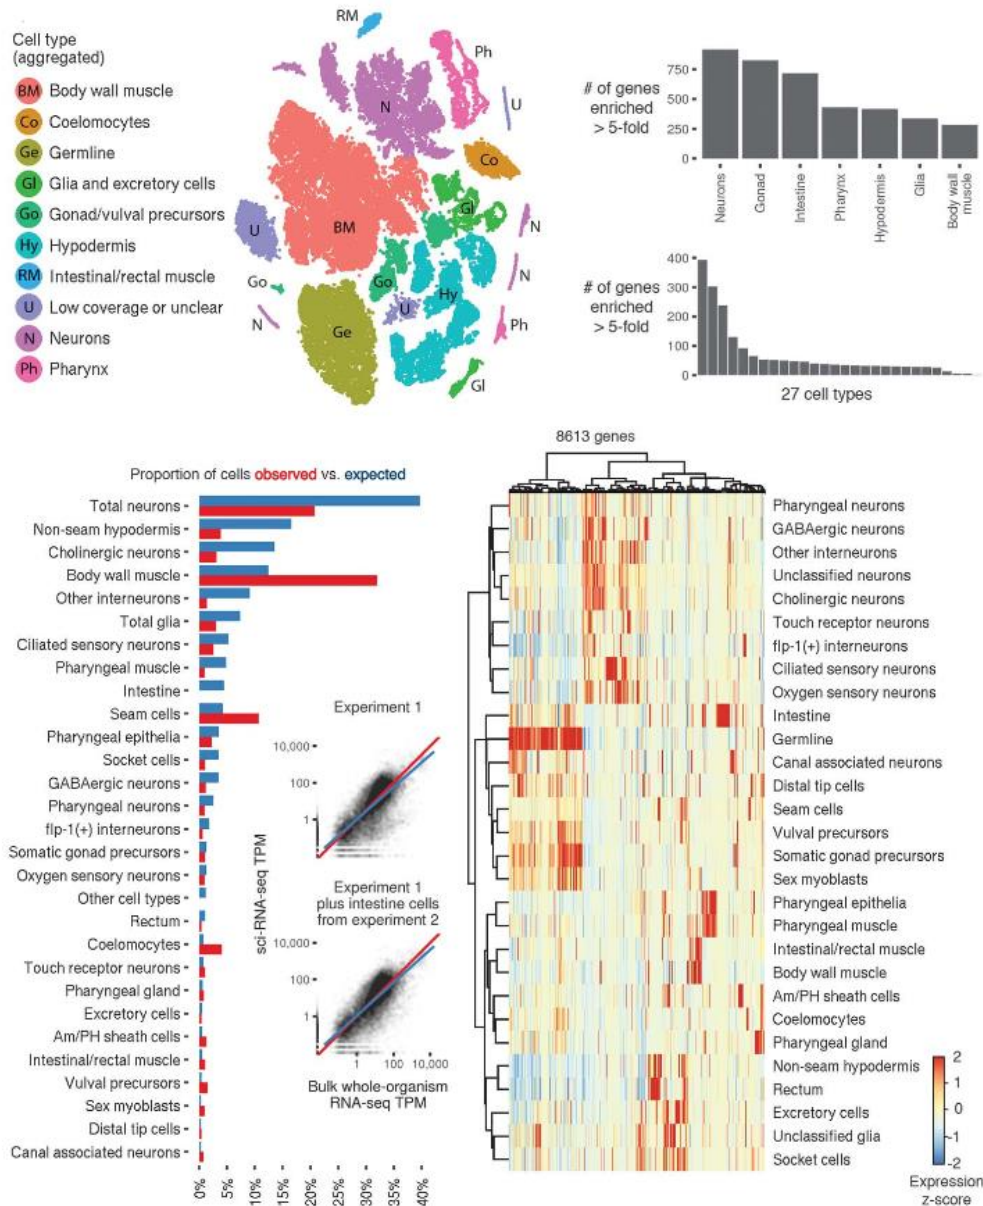 Cell type
(aggregated)
BM Body wall muscle
Co Coelomocytes
Ge Germline
Gl Glia and excretory cells
Go Gonad/vulval precursors
Hy Hypodermis
RM Intestinal/rectal muscle
U Low coverage or unclear
N Neurons
Ph Pharynx
RM
Ph
N
U
Co
Gl
U
BM
N
Go
Go
N
U
Hy
N
Ge
Ph
Gl
# of genes
enriched
> 5-fold
750
500
250
0
Neurons
Gonad
Intestine
Pharynx
Hypodermis
Glia
Body wall
muscle
# of genes
enriched
> 5-fold
400
300
200
100
0
27 cell types
Proportion of cells observed vs. expected
Total neurons
Non-seam hypodermis
Cholinergic neurons
Body wall muscle
Other interneurons
Total glia
Ciliated sensory neurons
Pharyngeal muscle
Intestine
Seam cells
Pharyngeal epithelia
Socket cells
GABAergic neurons
Pharyngeal neurons
flp-1(+) interneurons
Somatic gonad precursors
Oxygen sensory neurons
Other cell types
Rectum
Coelomocytes
Touch receptor neurons
Pharyngeal gland
Excretory cells
Am/PH sheath cells
Intestinal/rectal muscle
Vulval precursors
Sex myoblasts
Distal tip cells
Canal associated neurons
0%
5%
10%
15%
20%
25%
30%
35%
40%
Experiment 1
10,000
100
1
sci-RNA-seq TPM
Experiment 1
plus intestine cells
from experiment 2
10,000
100
1
1
100
10,000
Bulk whole-organism
RNA-seq TPM
8613 genes
Pharyngeal neurons
GABAergic neurons
Other interneurons
Unclassified neurons
Cholinergic neurons
Touch receptor neurons
flp-1(+) interneurons
Ciliated sensory neurons
Oxygen sensory neurons
Intestine
Germline
Canal associated neurons
Distal tip cells
Seam cells
Vulval precursors
Somatic gonad precursors
Sex myoblasts
Pharyngeal epithelia
Pharyngeal muscle
Intestinal/rectal muscle
Body wall muscle
Am/PH sheath cells
Coelomocytes
Pharyngeal gland
Non-seam hypodermis
Rectum
Excretory cells
Unclassified glia
Socket cells
2
1
0
-1
-2
Expression
z-score